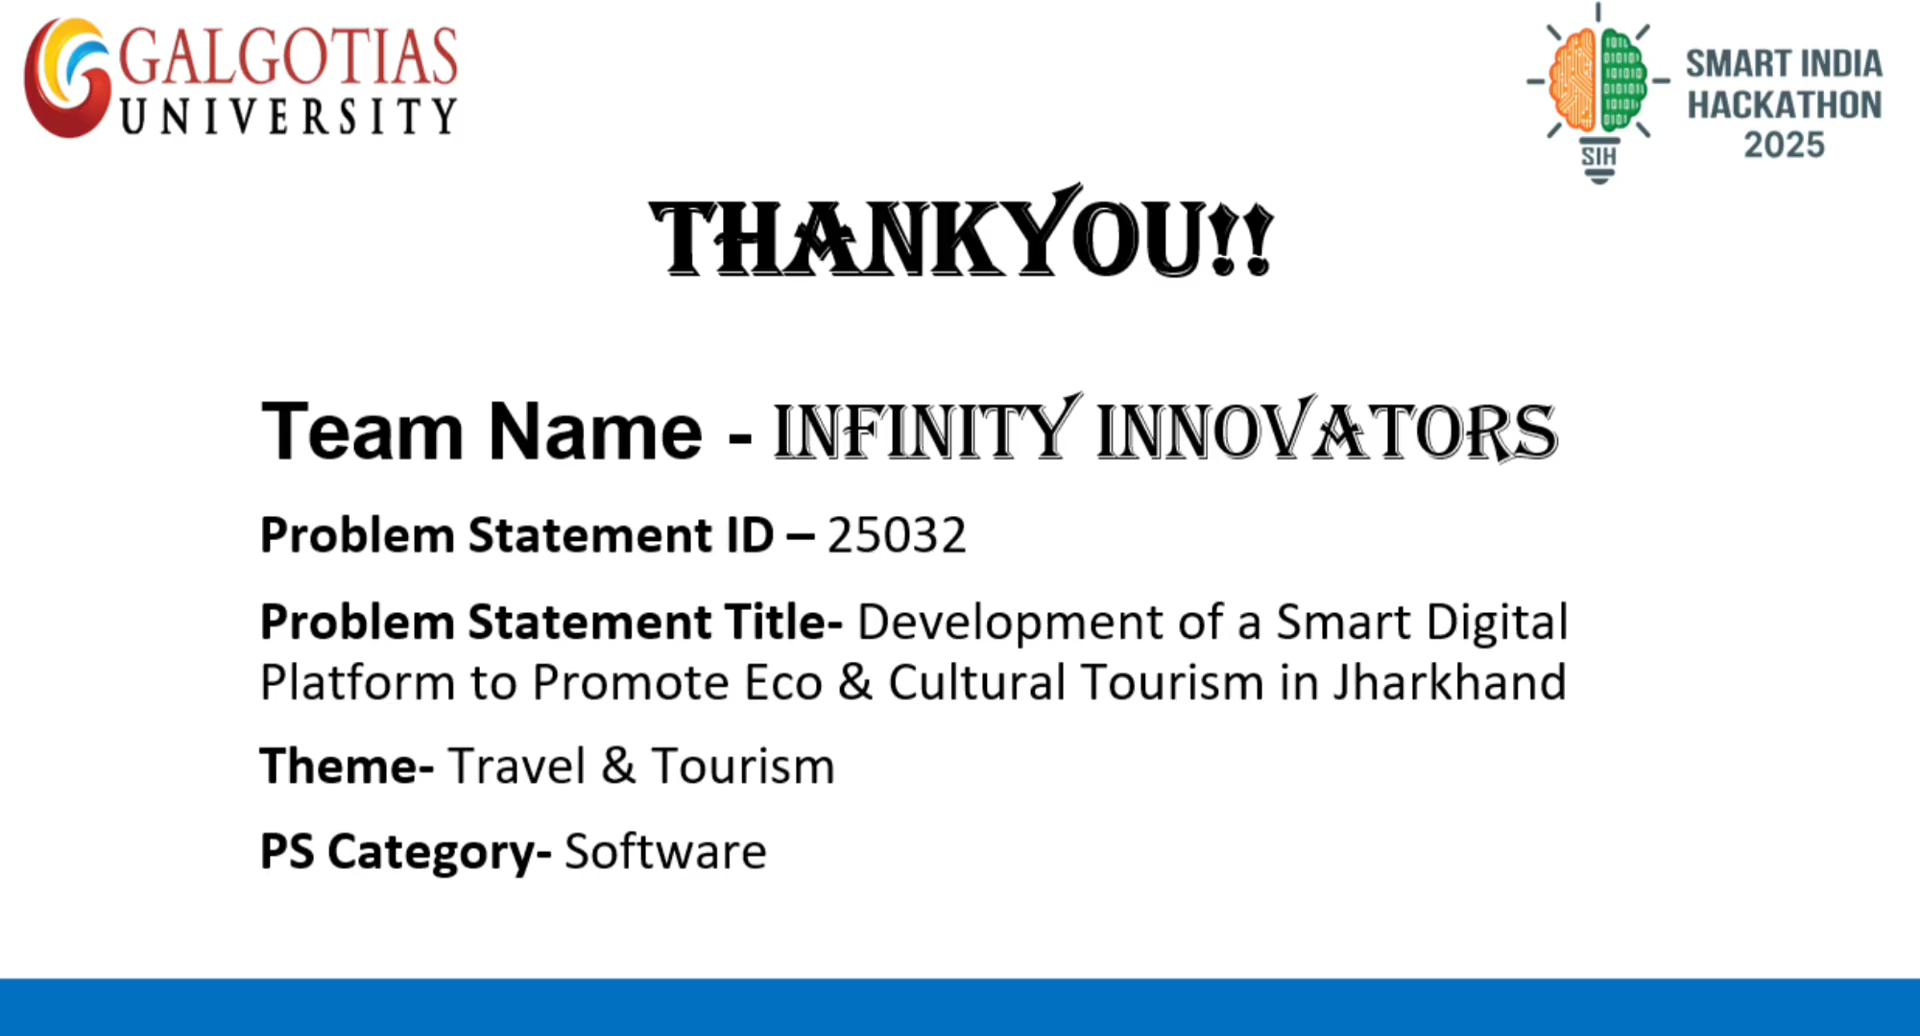 GALGOTIAS
UNIVERSITY
SIH
SMART INDIA
HACKATHON
2025
THANKYOU!!
Team Name - INFINITY INNOVATORS
Problem Statement ID – 25032
Problem Statement Title- Development of a Smart Digital
Platform to Promote Eco & Cultural Tourism in Jharkhand
Theme- Travel & Tourism
PS Category- Software